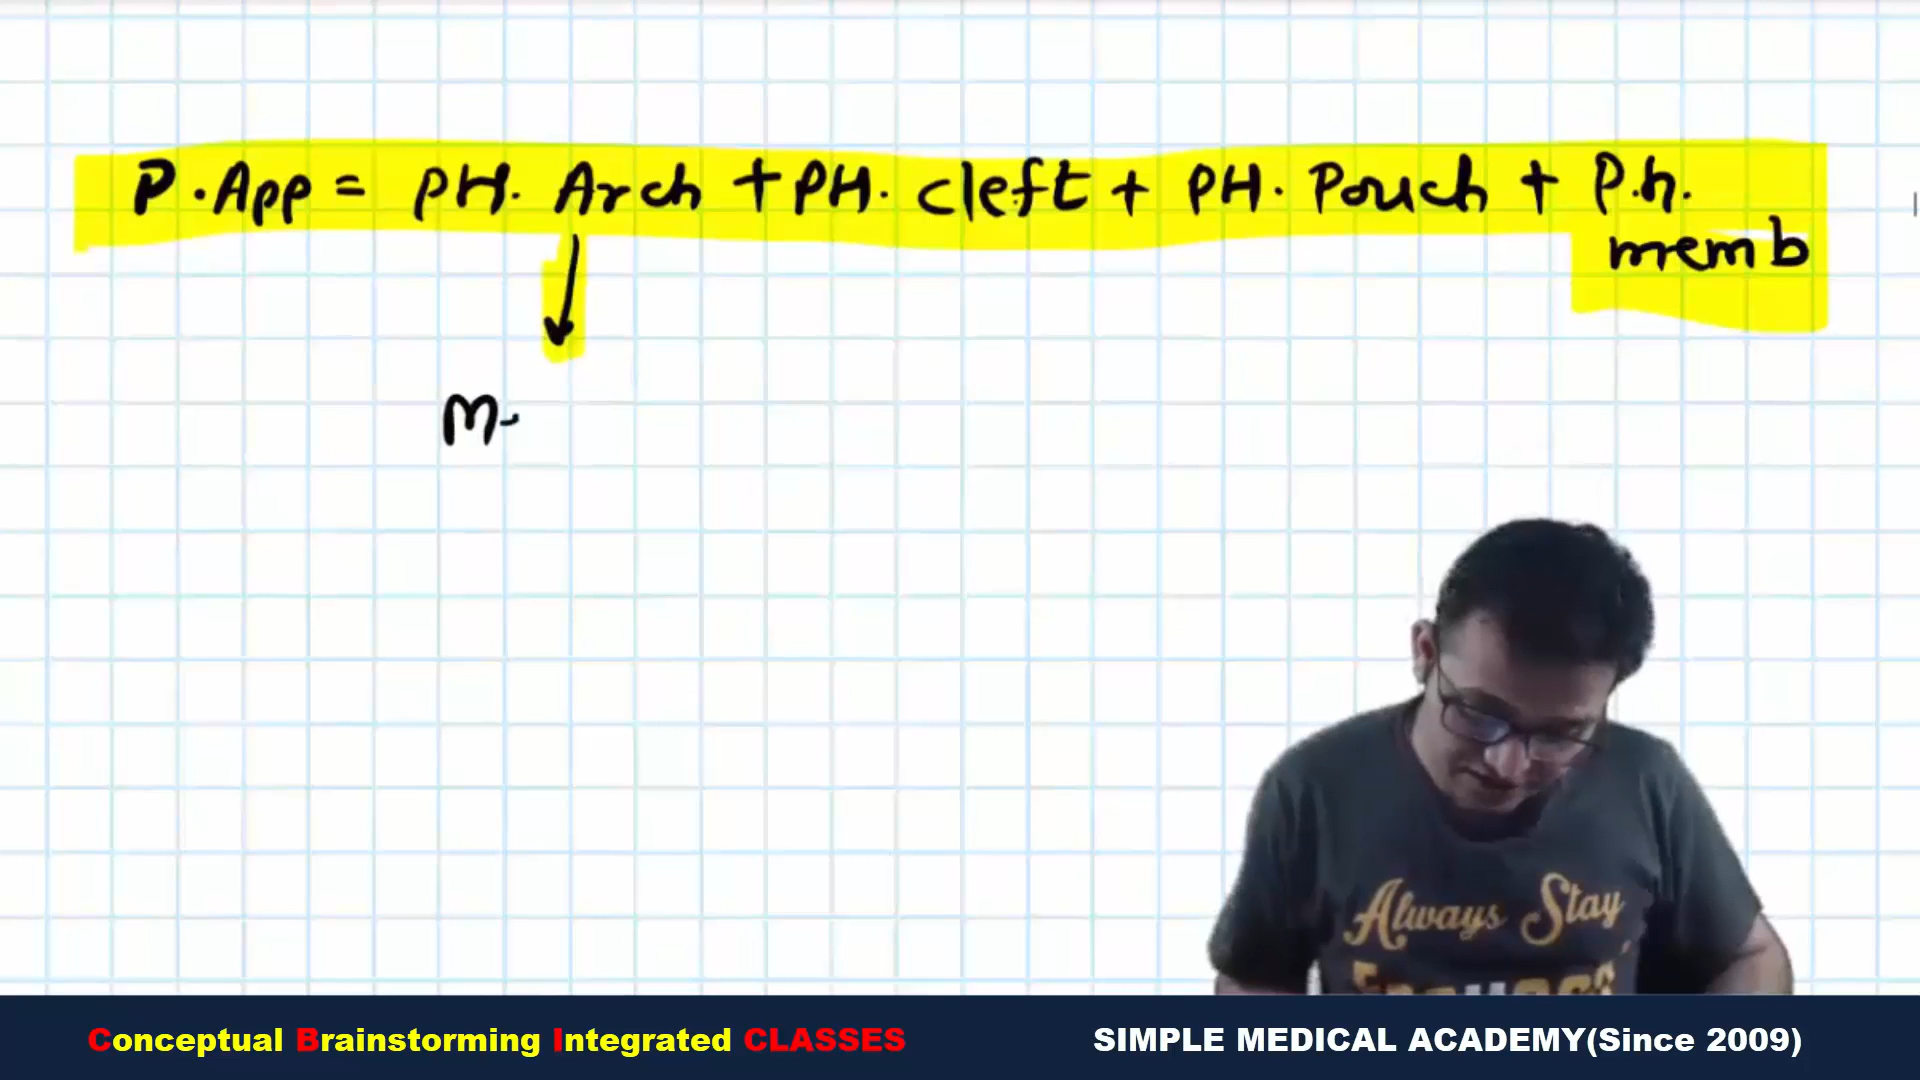 P. App = PH. Arch + PH. Cleft + PH. Pouch + P.h.
memb
Always Stay
Conceptual Brainstorming Integrated CLASSES
SIMPLE MEDICAL ACADEMY(Since 2009)